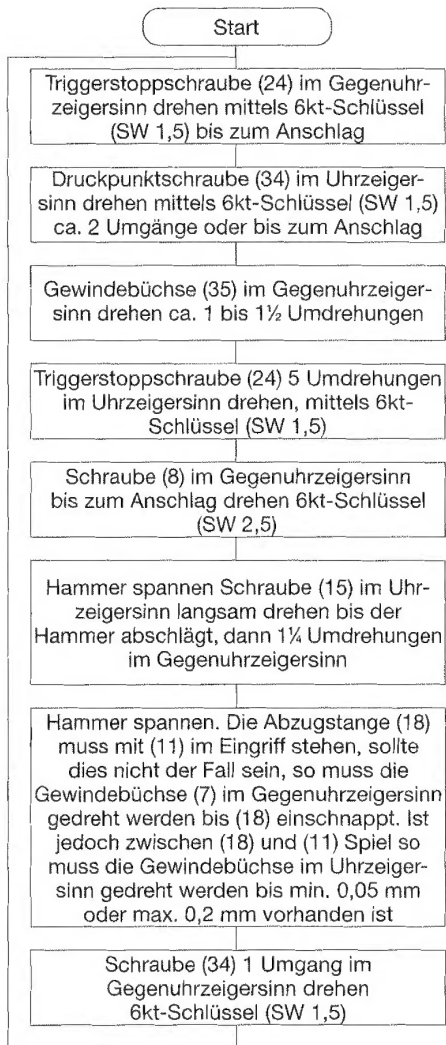 Start
Triggerstoppschraube (24) im Gegenuhr-
zeigersinn drehen mittels 6kt-Schlüssel
(SW 1,5) bis zum Anschlag
Druckpunktschraube (34) im Uhrzeiger-
sinn drehen mittels 6kt-Schlüssel (SW 1,5)
ca. 2 Umgänge oder bis zum Anschlag
Gewindebüchse (35) im Gegenuhrzeiger-
sinn drehen ca. 1 bis 1½ Umdrehungen
Triggerstoppschraube (24) 5 Umdrehungen
im Uhrzeigersinn drehen, mittels 6kt-
Schlüssel (SW 1,5)
Schraube (8) im Gegenuhrzeigersinn
bis zum Anschlag drehen 6kt-Schlüssel
(SW 2,5)
Hammer spannen Schraube (15) im Uhr-
zeigersinn langsam drehen bis der
Hammer abschlägt, dann 1¼ Umdrehungen
im Gegenuhrzeigersinn
Hammer spannen. Die Abzugstange (18)
muss mit (11) im Eingriff stehen, sollte
dies nicht der Fall sein, so muss die
Gewindebüchse (7) im Gegenuhrzeigersinn
gedreht werden bis (18) einschnappt. Ist
jedoch zwischen (18) und (11) Spiel so
muss die Gewindebüchse im Uhrzeiger-
sinn gedreht werden bis min. 0,05 mm
oder max. 0,2 mm vorhanden ist
Schraube (34) 1 Umgang im
Gegenuhrzeigersinn drehen
6kt-Schlüssel (SW 1,5)